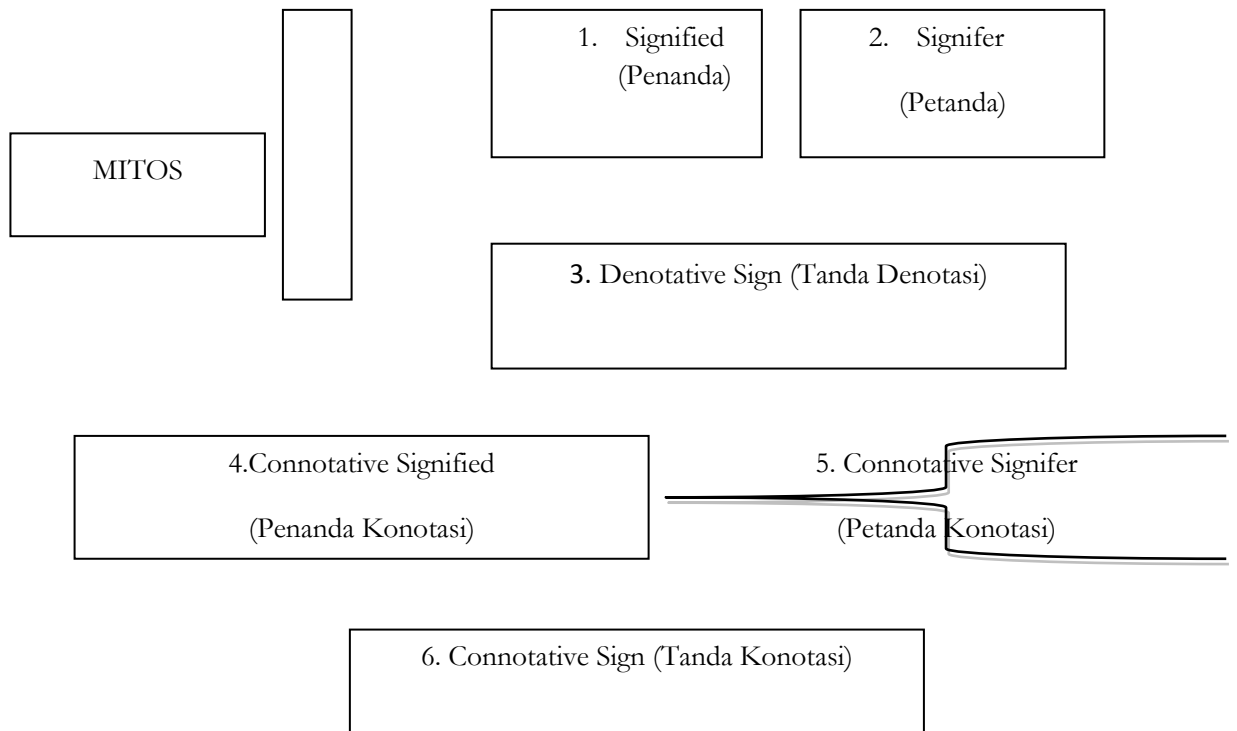 1. Signified
(Penanda)
2. Signifer
(Petanda)
MITOS
3. Denotative Sign (Tanda Denotasi)
4.Connotative Signified
(Penanda Konotasi)
5. Connotative Signifer
(Petanda Konotasi)
6. Connotative Sign (Tanda Konotasi)